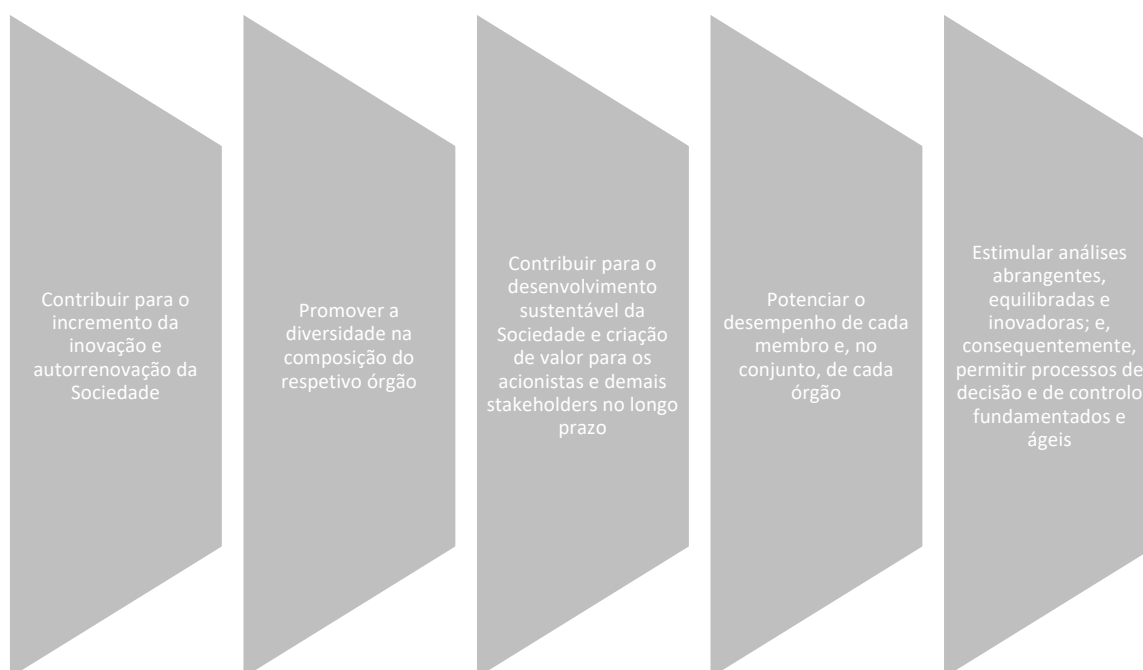 Contribuir para o
incremento da
inovação e
autorrenovação da
Sociedade
Promover a
diversidade na
composição do
respetivo órgão
Contribuir para o
desenvolvimento
sustentável da
Sociedade e criação
de valor para os
acionistas e demais
stakeholders no longo
prazo
Potenciar o
desempenho de cada
membro e, no
conjunto, de cada
órgão
Estimular análises
abrangentes,
equilibradas e
inovadoras; e,
consequentemente,
permitir processos de
decisão e de controlo
fundamentados e
ágeis